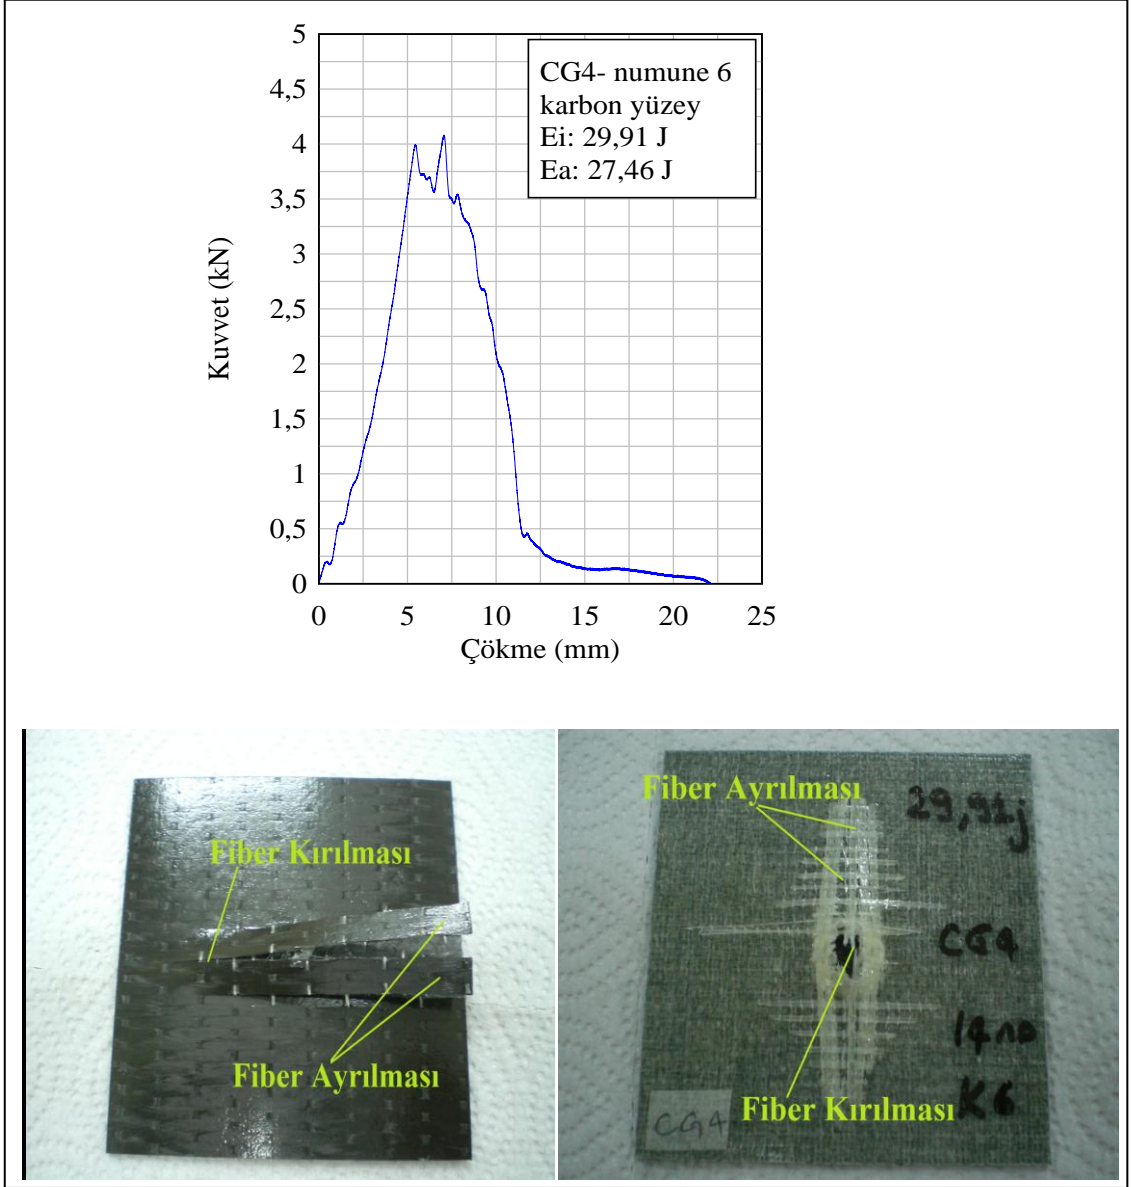 5
4,5
4
3,5
3
2,5
2
1,5
1
0,5
0
Kuvvet (kN)
CG4- numune 6
karbon yüzey
Ei: 29,91 J
Ea: 27,46 J
0 5 10 15 20 25
Çökme (mm)
Fiber Kırılması
Fiber Ayrılması
Fiber Ayrılması
29,91j
CG4
K6
CG4
Fiber Kırılması